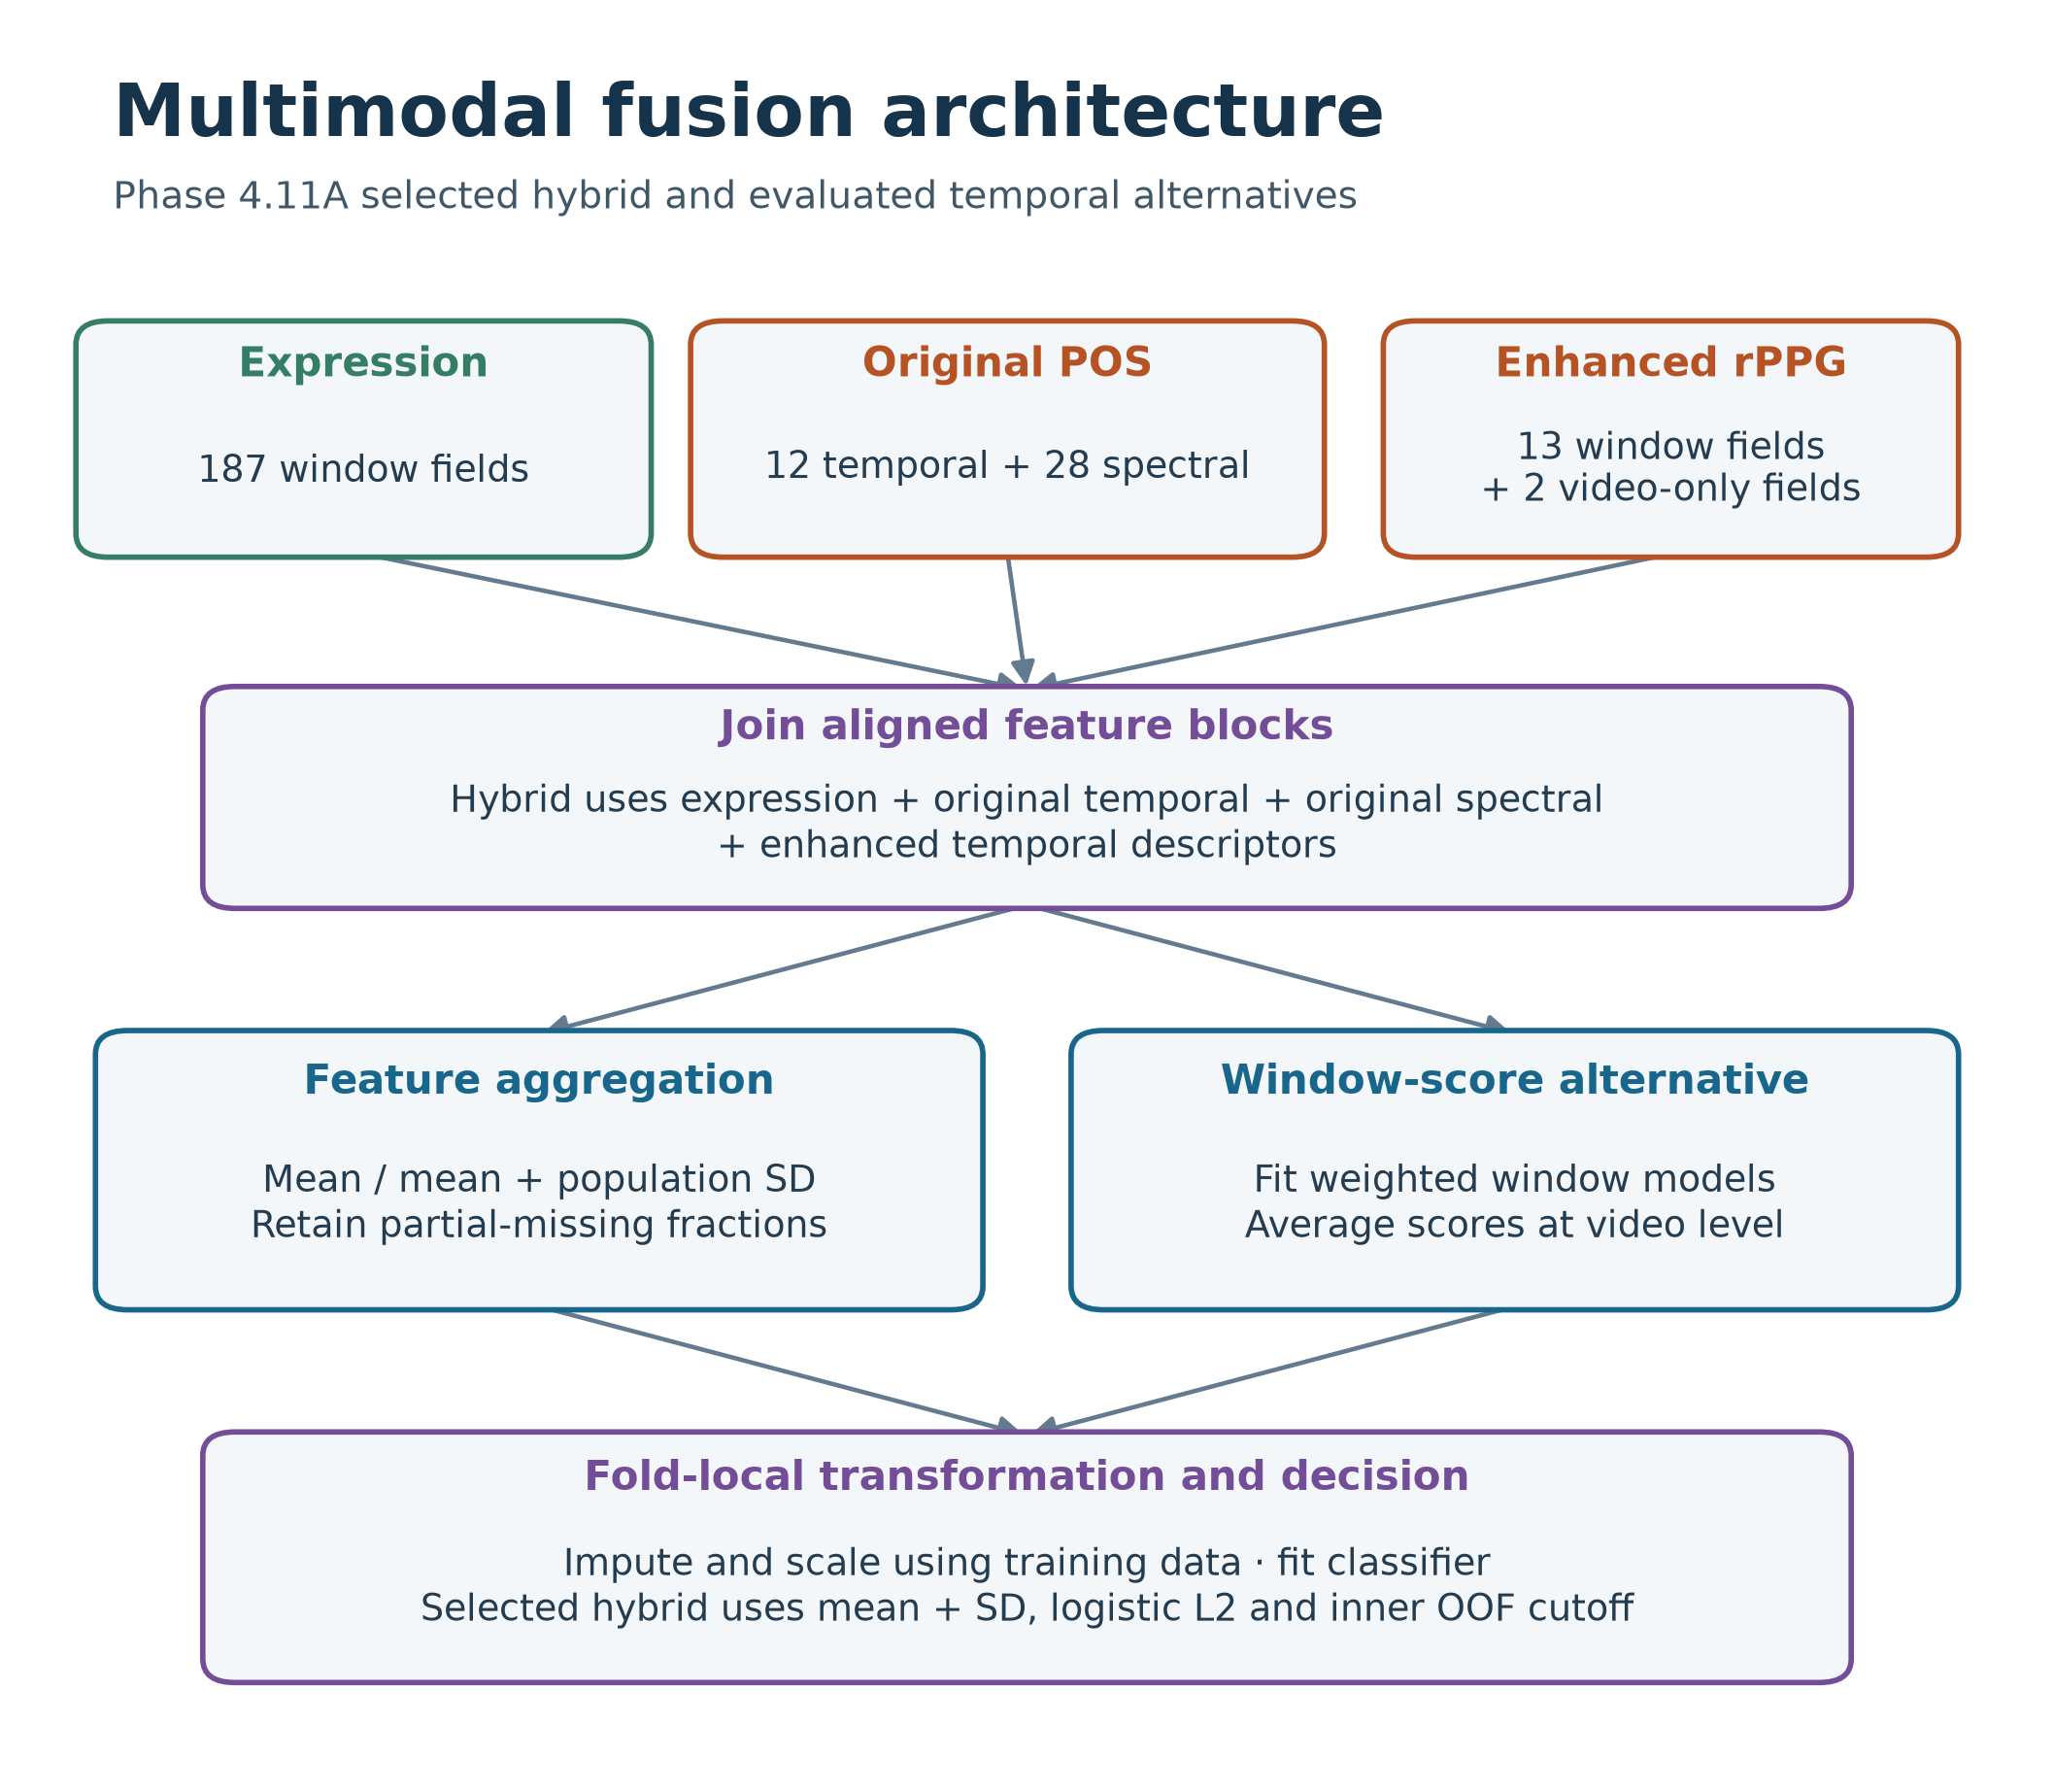 Multimodal fusion architecture
Phase 4.11A selected hybrid and evaluated temporal alternatives
Expression
187 window fields
Original POS
12 temporal + 28 spectral
Enhanced rPPG
13 window fields
+ 2 video-only fields
Join aligned feature blocks
Hybrid uses expression + original temporal + original spectral
+ enhanced temporal descriptors
Feature aggregation
Mean / mean + population SD
Retain partial-missing fractions
Window-score alternative
Fit weighted window models
Average scores at video level
Fold-local transformation and decision
Impute and scale using training data · fit classifier
Selected hybrid uses mean + SD, logistic L2 and inner OOF cutoff